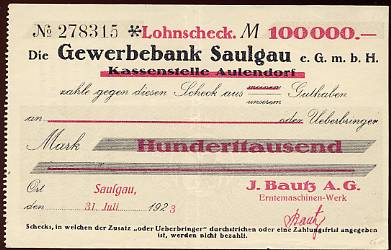 No 278315 *Lohnscheck. M 100000.—
Die Gewerbebank Saulgau e. G. m. b. H.
Kassenstelle Aulendorf
zahle gegen diesen Scheck aus meinem unserem Guthaben
an oder Ueberbringer
Mark Hunderttausend
Ort Saulgau, J. Bautz A. G.
den 31. Juli 1923 Erntemaschinen-Werk
Bautz
Schecks, in welchen der Zusatz „oder Ueberbringer" durchstrichen oder eine Zahlungsfrist angegeben
ist, werden nicht bezahlt.